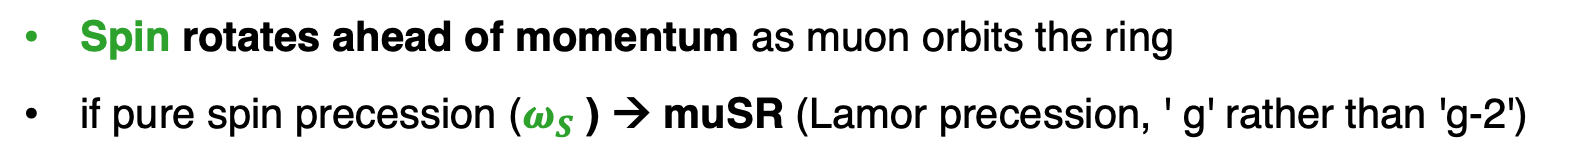 • Spin rotates ahead of momentum as muon orbits the ring
• if pure spin precession (ω_S ) → muSR (Lamor precession, ' g' rather than 'g-2')